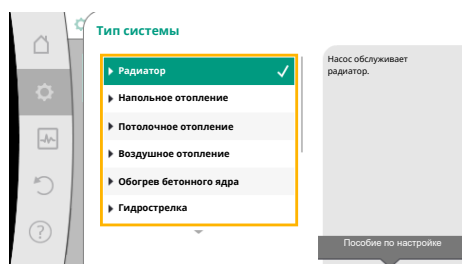 Тип системы
Радиатор
Напольное отопление
Потолочное отопление
Воздушное отопление
Обогрев бетонного ядра
Гидрострелка
Насос обслуживает
радиатор.
Пособие по настройке